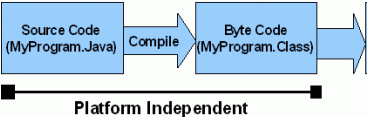 Source Code
(MyProgram.Java)
Compile
Byte Code
(MyProgram.Class)
Platform Independent